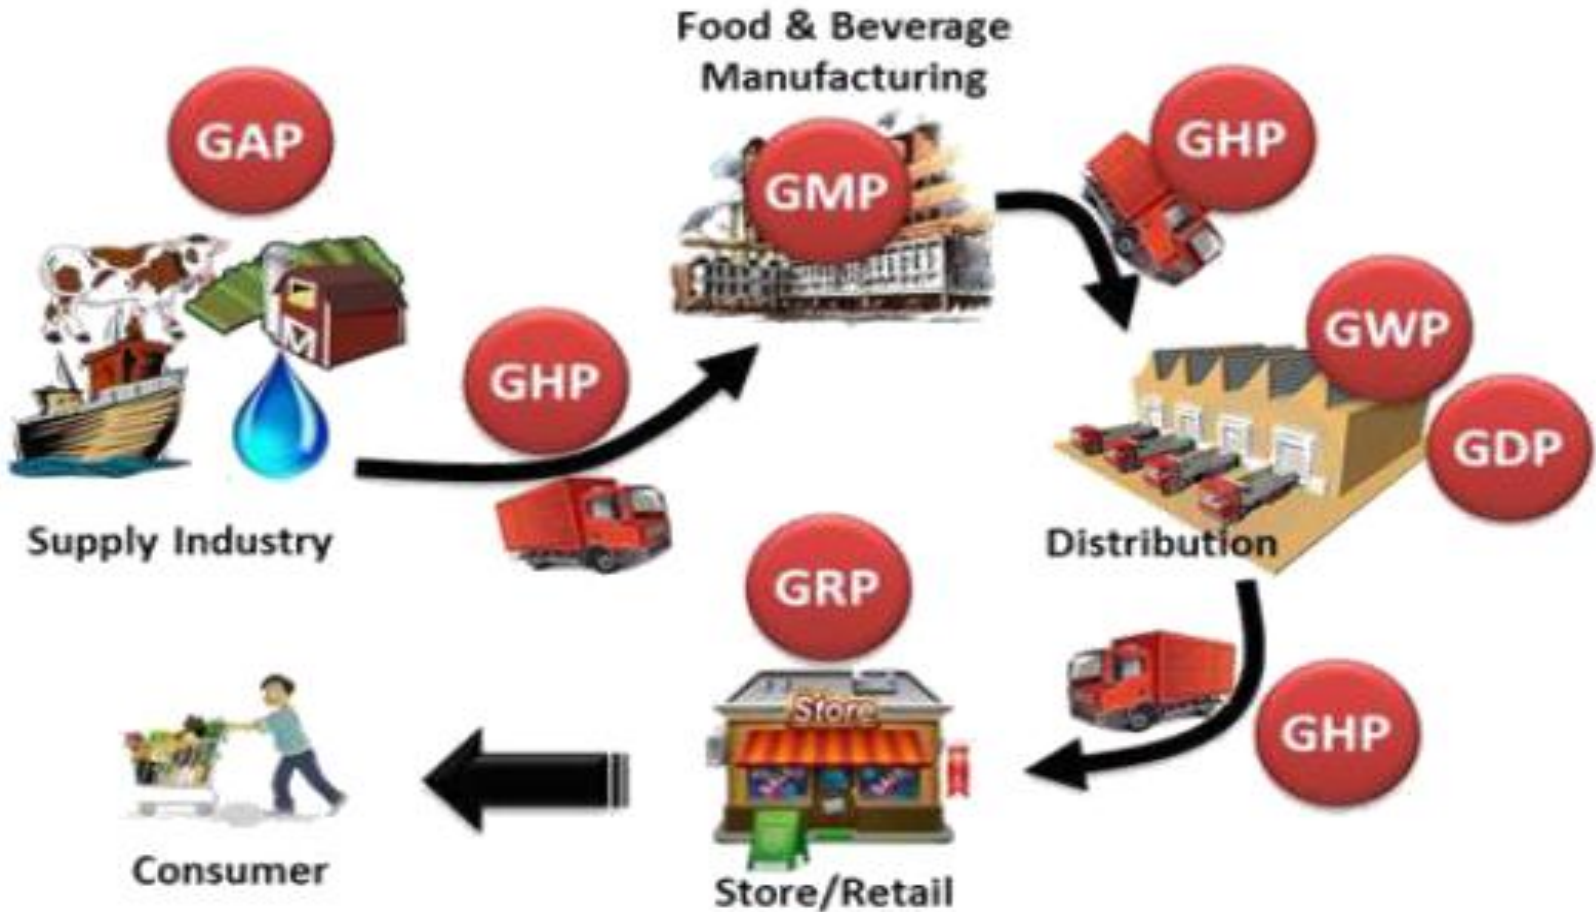 Food & Beverage
Manufacturing
GAP
GMP
GHP
GHP
GWP
GDP
Supply Industry
Distribution
GRP
Store
GHP
Consumer
Store/Retail